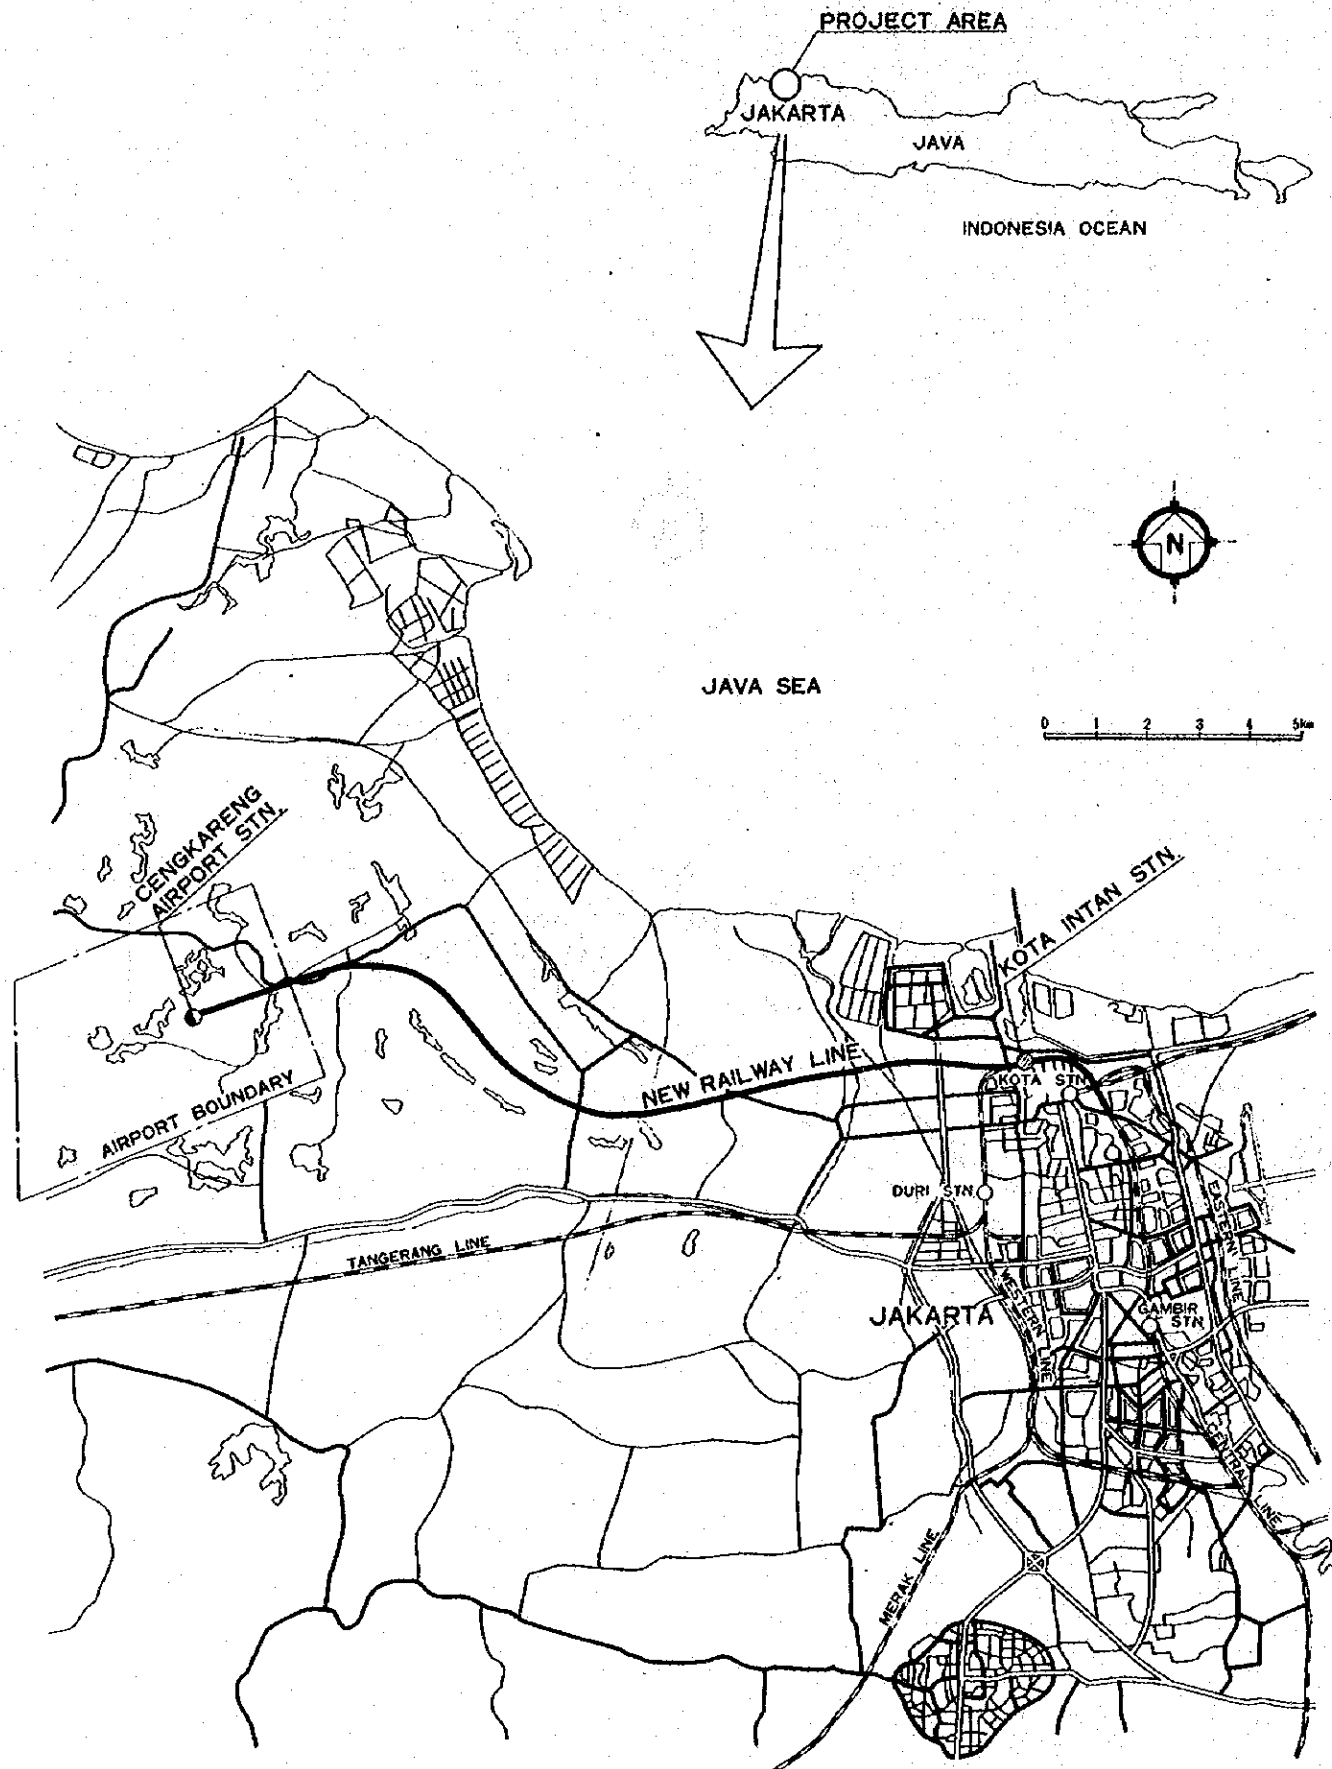 PROJECT AREA
JAKARTA
JAVA
INDONESIA OCEAN
N
JAVA SEA
0 1 2 3 4 5km
CENGKARENG
AIRPORT STN.
KOTA INTAN STN.
NEW RAILWAY LINE
KOTA STN
AIRPORT BOUNDARY
DURI STN
EASTERN LINE
TANGERANG LINE
WESTERN LINE
JAKARTA
GAMBIR
STN
CENTRAL LINE
MERAK LINE